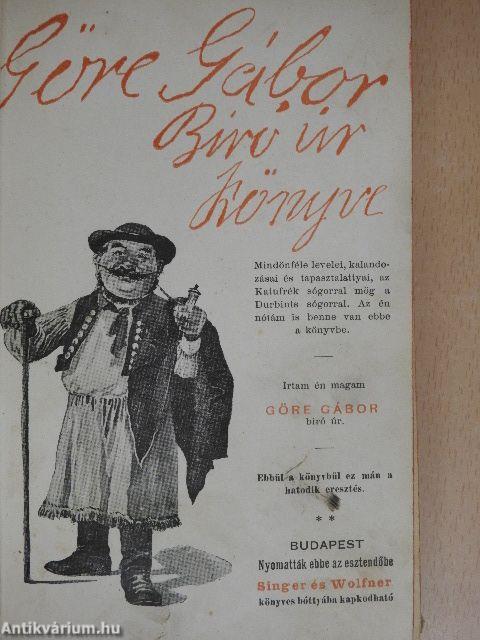 Göre Gábor
Biró úr
könyve
Mindönféle levelei, kalando-
zásai és tapasztalattyai, az
Katufrék sógorral mög a
Durbints sógorral. Az én
nótám is benne van ebbe
a könyvbe.
Irtam én magam
GÖRE GÁBOR
biró úr.
Ebbül a könyvbül ez mán a
hatodik eresztés.
* *
BUDAPEST
Nyomatták ebbe az esztendőbe
Singer és Wolfner
könyves bóttyába kapkodható
Antikvárium.hu